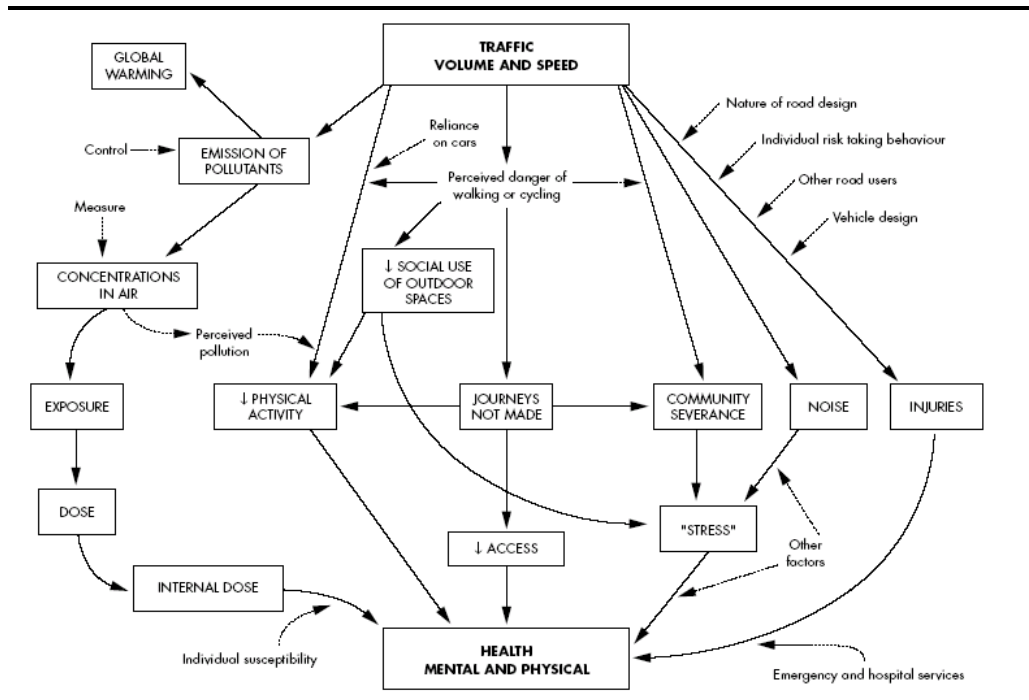 TRAFFIC
VOLUME AND SPEED
GLOBAL
WARMING
Nature of road design
Reliance
on cars
Individual risk taking behaviour
Control
EMISSION OF
POLLUTANTS
Perceived danger of
walking or cycling
Other road users
Measure
Vehicle design
↓ SOCIAL USE
OF OUTDOOR
SPACES
CONCENTRATIONS
IN AIR
Perceived
pollution
EXPOSURE
↓ PHYSICAL
ACTIVITY
JOURNEYS
NOT MADE
COMMUNITY
SEVERANCE
NOISE
INJURIES
DOSE
"STRESS"
↓ ACCESS
Other
factors
INTERNAL DOSE
Individual susceptibility
HEALTH
MENTAL AND PHYSICAL
Emergency and hospital services